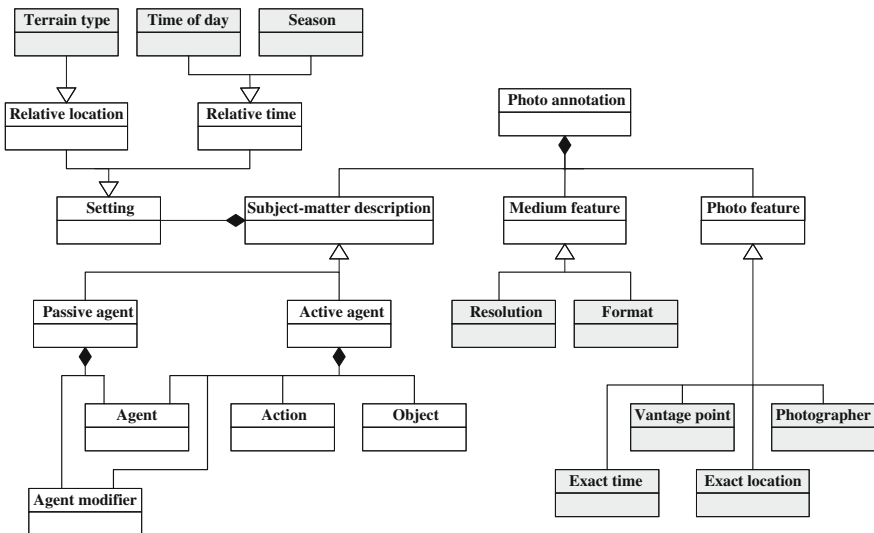 Terrain type
Time of day
Season
Relative location
Relative time
Photo annotation
Setting
Subject-matter description
Medium feature
Photo feature
Passive agent
Active agent
Resolution
Format
Agent
Action
Object
Vantage point
Photographer
Agent modifier
Exact time
Exact location